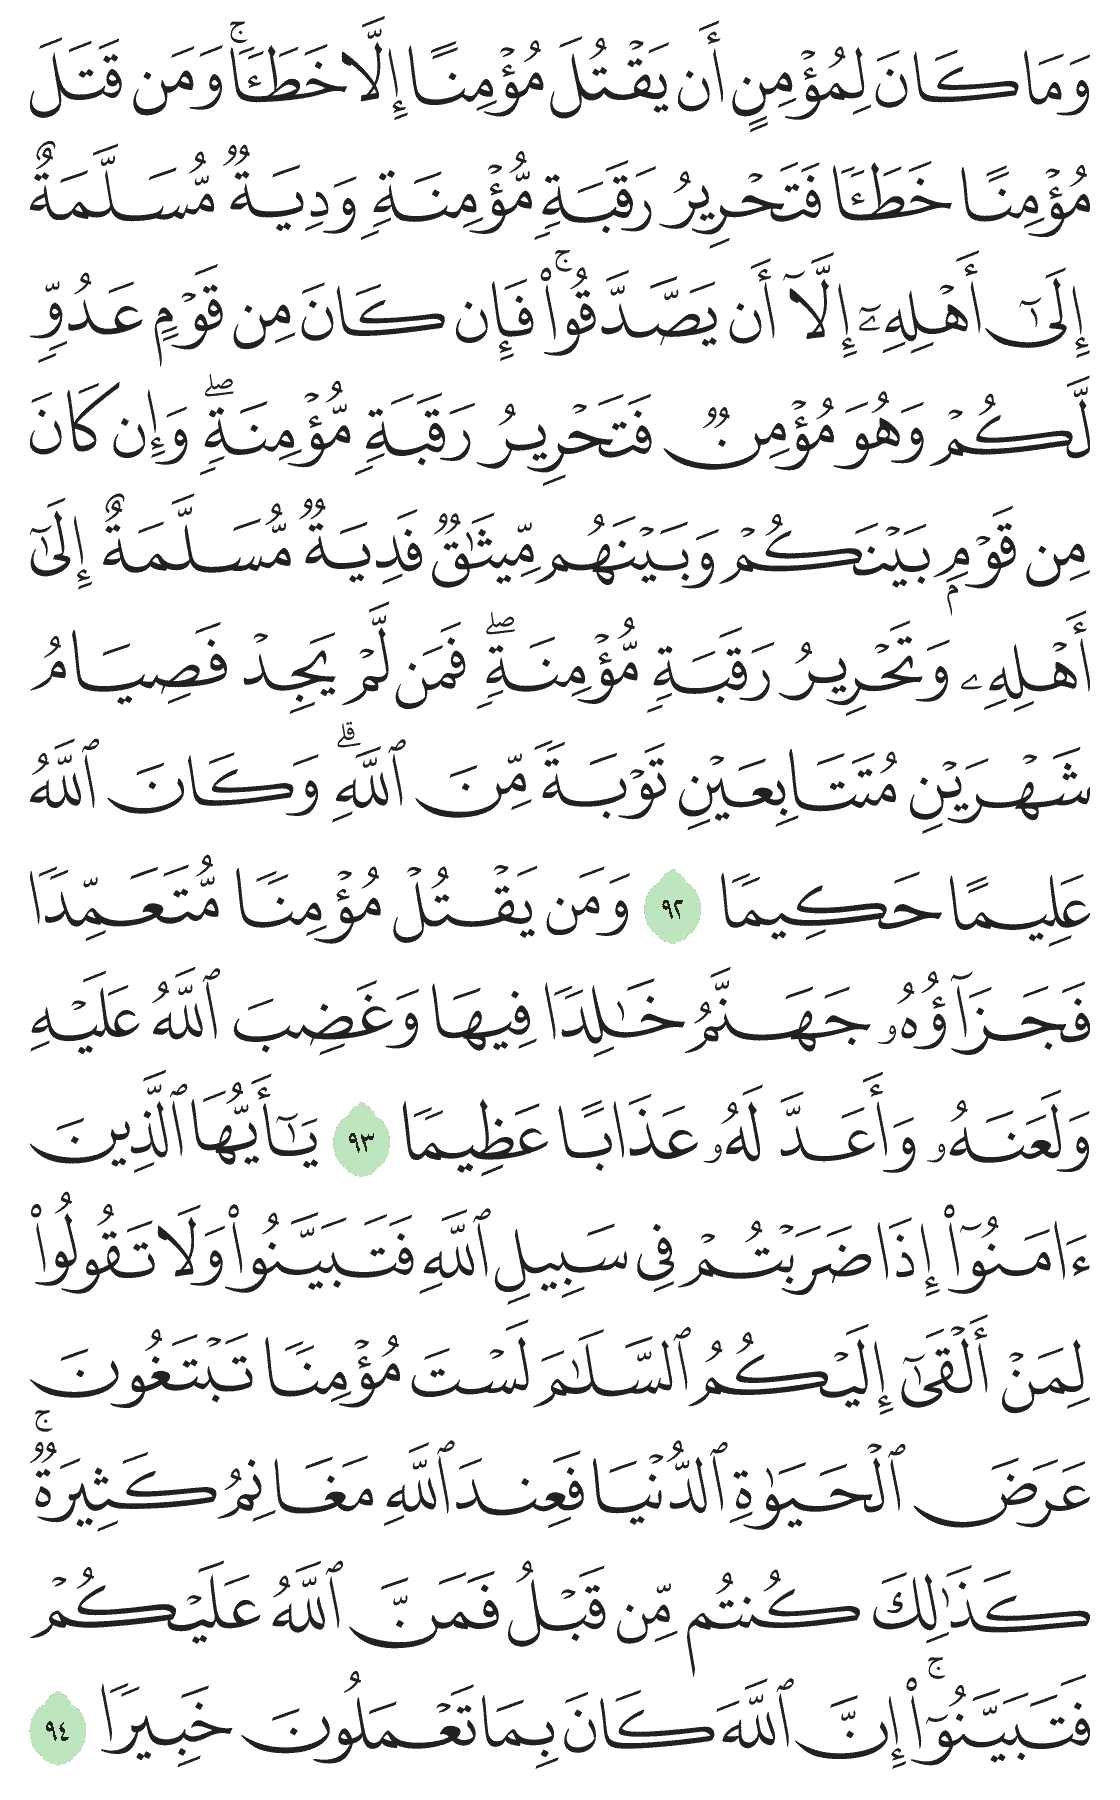 وَمَا كَانَ لِمُؤْمِنٍ أَن يَقْتُلَ مُؤْمِنًا إِلَّا خَطَـًٔا ۚ وَمَن قَتَلَ
مُؤْمِنًا خَطَـًٔا فَتَحْرِيرُ رَقَبَةٍ مُّؤْمِنَةٍ وَدِيَةٌ مُّسَلَّمَةٌ
إِلَىٰٓ أَهْلِهِۦٓ إِلَّآ أَن يَصَّدَّقُوا۟ ۚ فَإِن كَانَ مِن قَوْمٍ عَدُوٍّ
لَّكُمْ وَهُوَ مُؤْمِنٌ فَتَحْرِيرُ رَقَبَةٍ مُّؤْمِنَةٍ ۖ وَإِن كَانَ
مِن قَوْمٍۭ بَيْنَكُمْ وَبَيْنَهُم مِّيثَـٰقٌ فَدِيَةٌ مُّسَلَّمَةٌ إِلَىٰٓ
أَهْلِهِۦ وَتَحْرِيرُ رَقَبَةٍ مُّؤْمِنَةٍ ۖ فَمَن لَّمْ يَجِدْ فَصِيَامُ
شَهْرَيْنِ مُتَتَابِعَيْنِ تَوْبَةً مِّنَ ٱللَّهِ ۗ وَكَانَ ٱللَّهُ
عَلِيمًا حَكِيمًا ٩٢ وَمَن يَقْتُلْ مُؤْمِنًا مُّتَعَمِّدًا
فَجَزَآؤُهُۥ جَهَنَّمُ خَـٰلِدًا فِيهَا وَغَضِبَ ٱللَّهُ عَلَيْهِ
وَلَعَنَهُۥ وَأَعَدَّ لَهُۥ عَذَابًا عَظِيمًا ٩٣ يَـٰٓأَيُّهَا ٱلَّذِينَ
ءَامَنُوٓا۟ إِذَا ضَرَبْتُمْ فِى سَبِيلِ ٱللَّهِ فَتَبَيَّنُوا۟ وَلَا تَقُولُوا۟
لِمَنْ أَلْقَىٰٓ إِلَيْكُمُ ٱلسَّلَـٰمَ لَسْتَ مُؤْمِنًا تَبْتَغُونَ
عَرَضَ ٱلْحَيَوٰةِ ٱلدُّنْيَا فَعِندَ ٱللَّهِ مَغَانِمُ كَثِيرَةٌ ۚ
كَذَٰلِكَ كُنتُم مِّن قَبْلُ فَمَنَّ ٱللَّهُ عَلَيْكُمْ
فَتَبَيَّنُوٓا۟ ۚ إِنَّ ٱللَّهَ كَانَ بِمَا تَعْمَلُونَ خَبِيرًا ٩٤